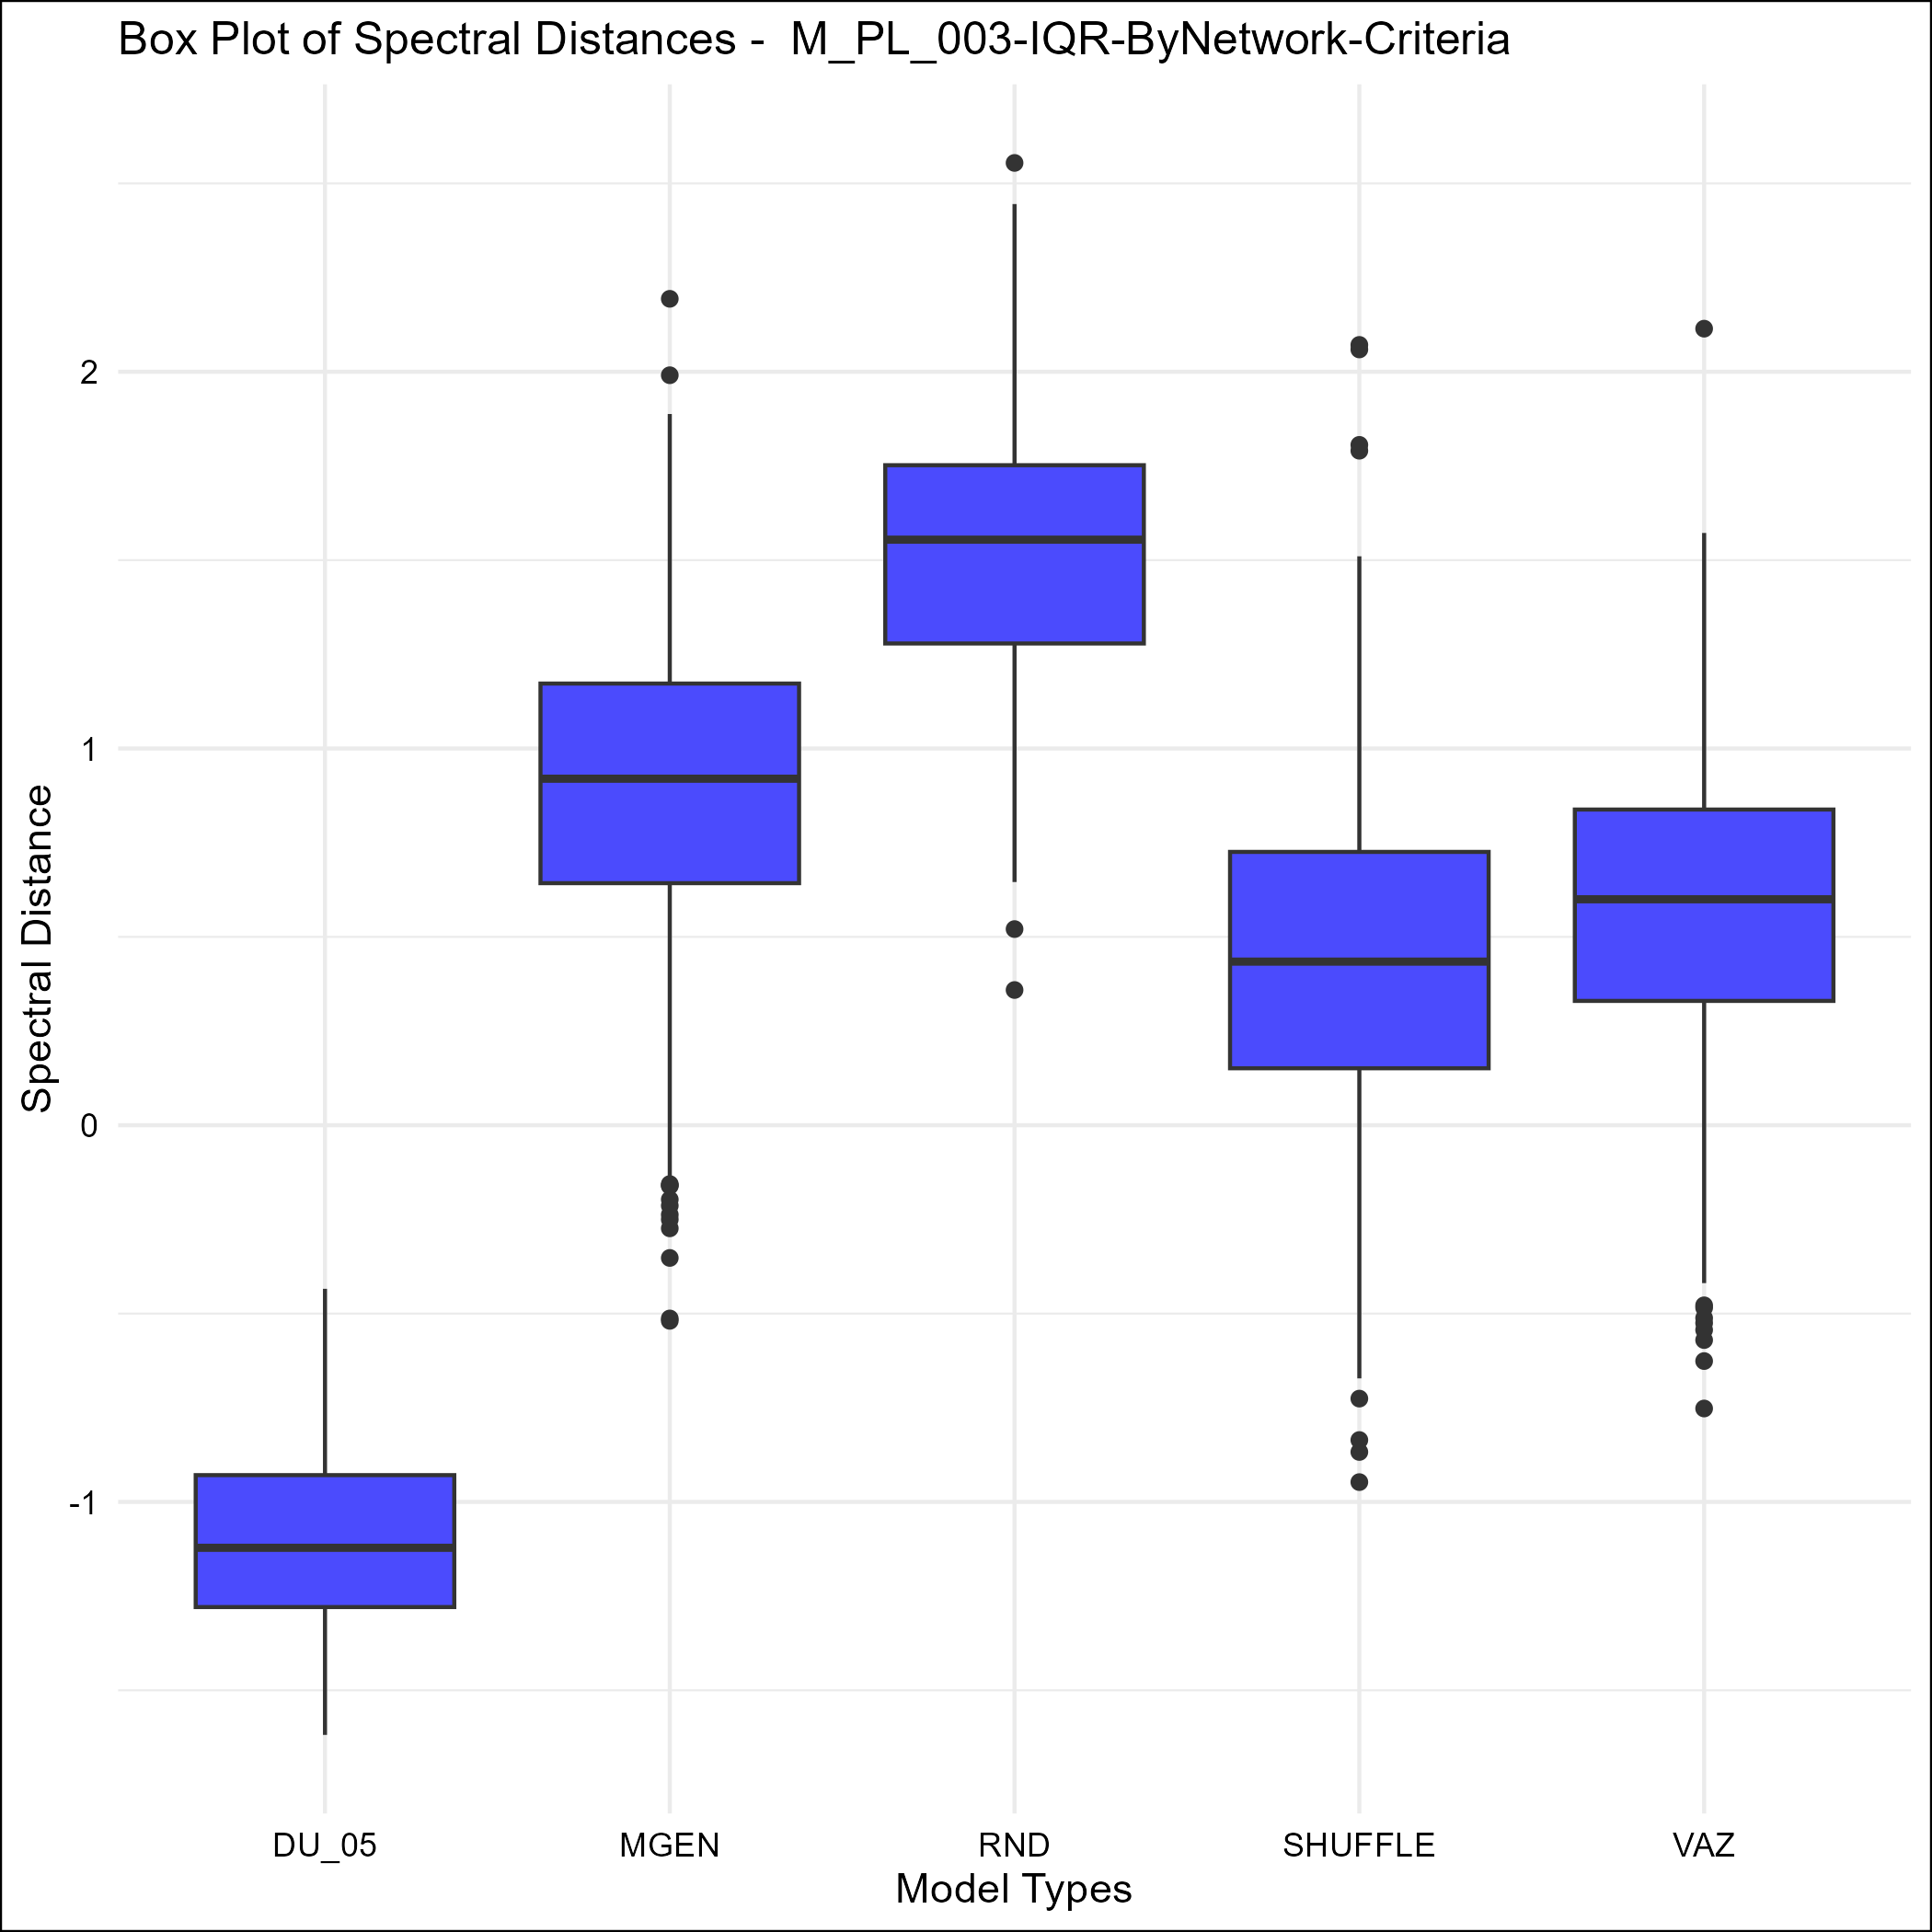 Box Plot of Spectral Distances -  M_PL_003-IQR-ByNetwork-Criteria
Spectral Distance
2
1
0
-1
DU_05 MGEN RND SHUFFLE VAZ
Model Types